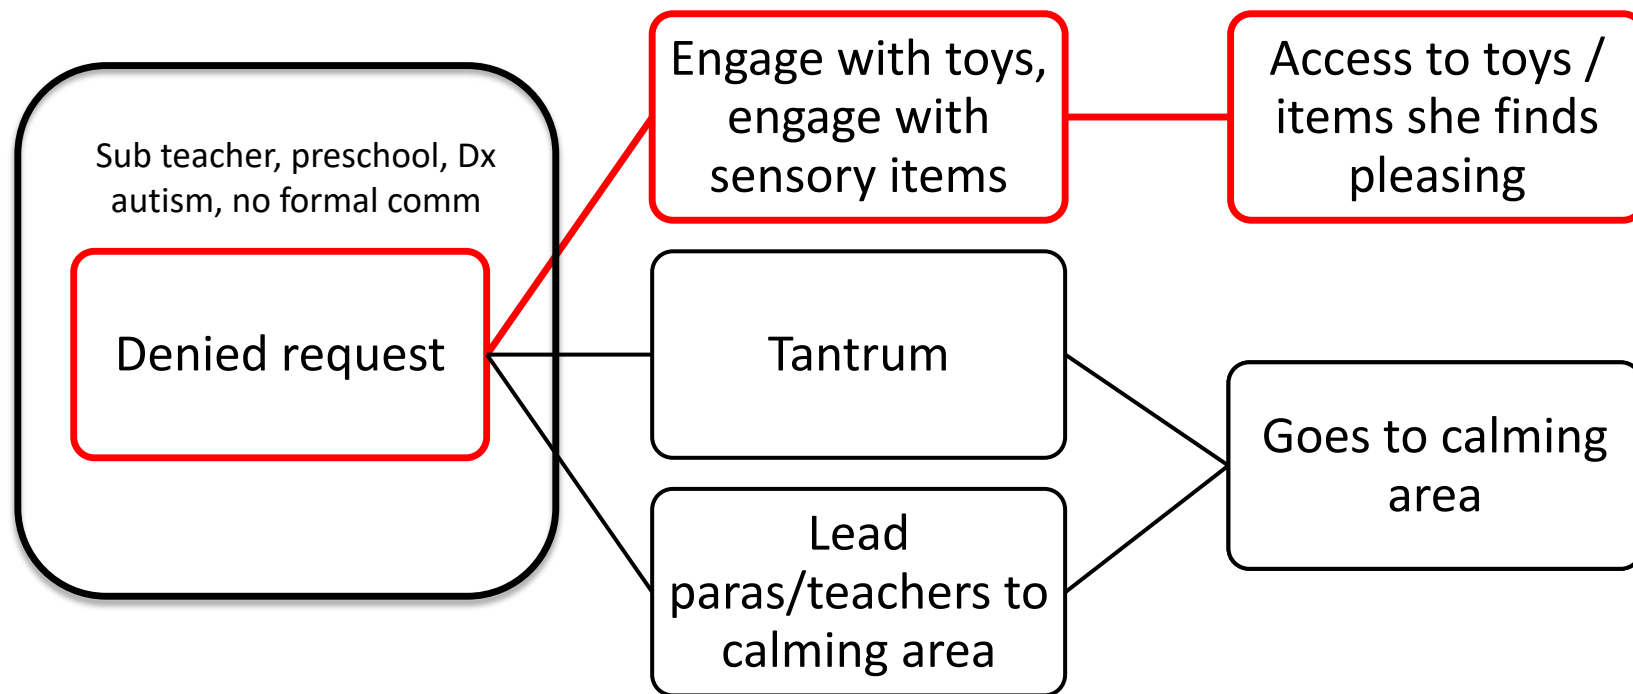 Sub teacher, preschool, Dx
autism, no formal comm
Denied request
Engage with toys,
engage with
sensory items
Access to toys /
items she finds
pleasing
Tantrum
Lead
paras/teachers to
calming area
Goes to calming
area